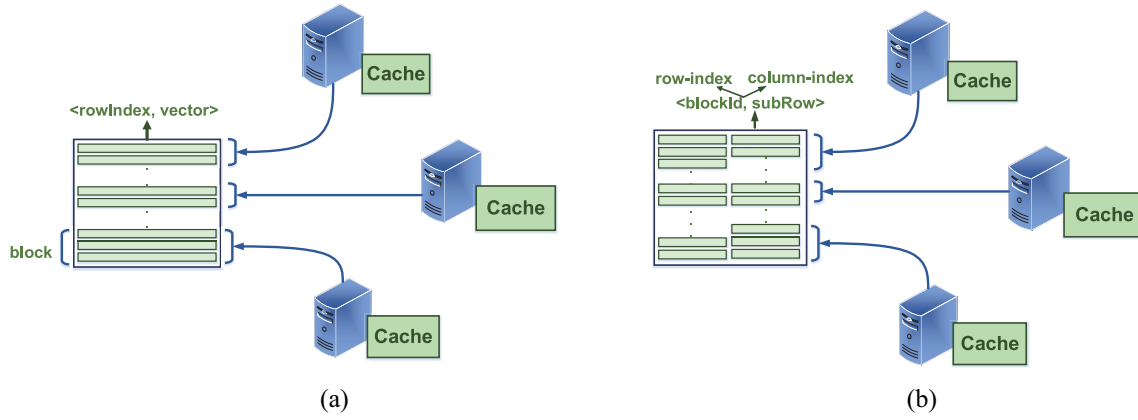 Cache
<rowIndex, vector>
Cache
block
Cache
(a)
Cache
row-index
column-index
<blockId, subRow>
Cache
Cache
(b)